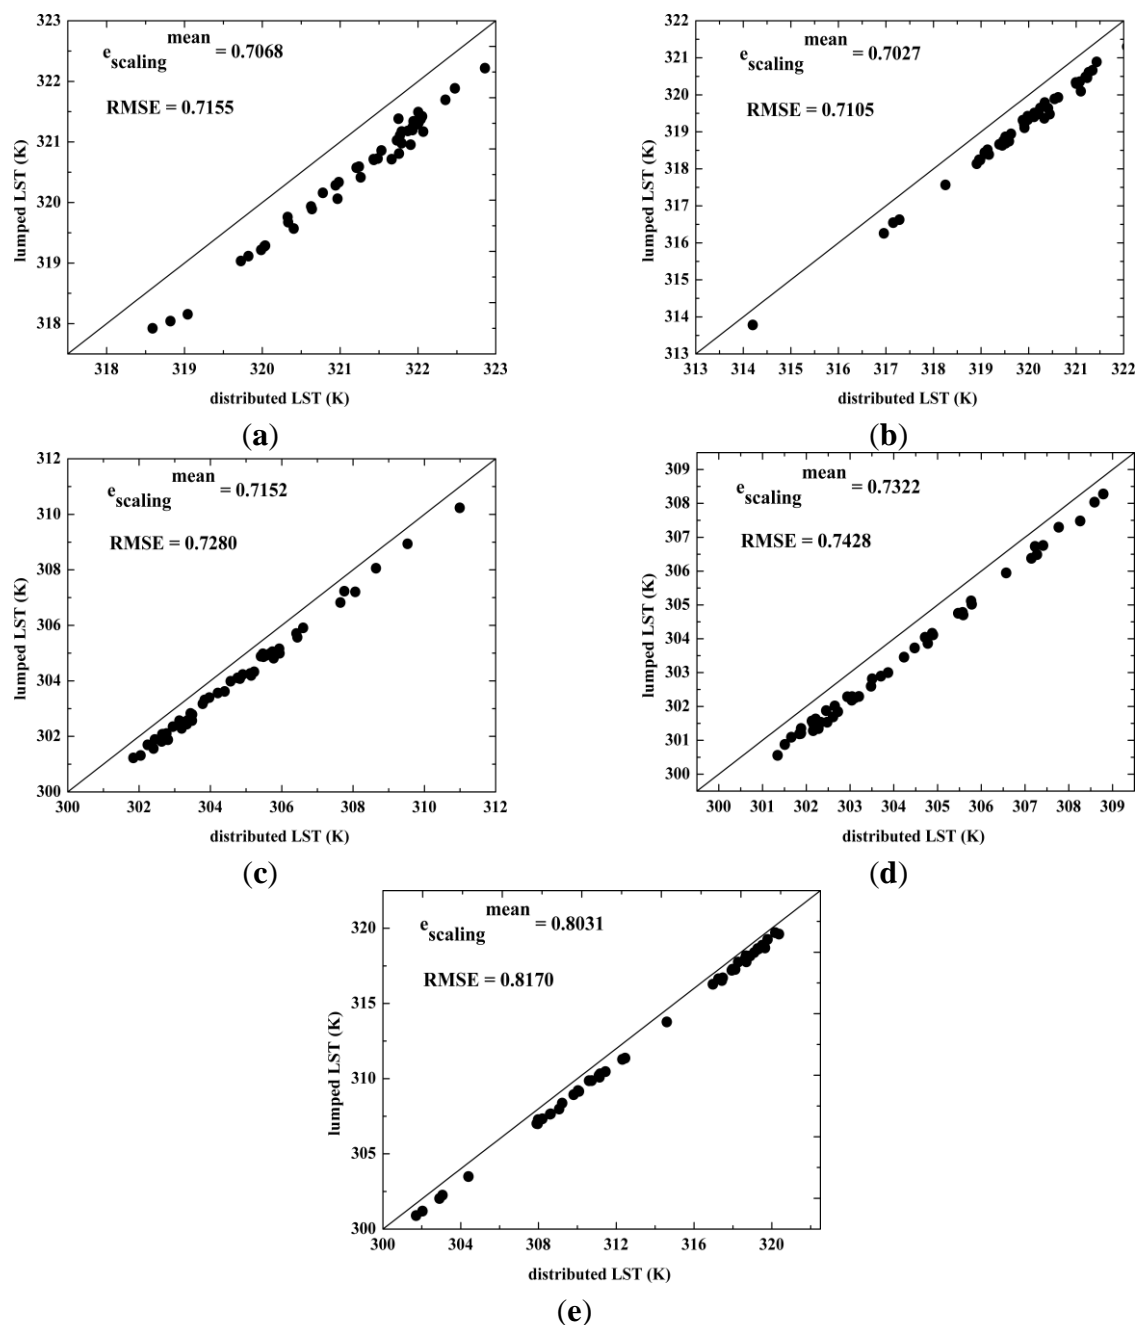 323
322
321
320
319
318
lumped LST (K)
e scaling mean = 0.7068
RMSE = 0.7155
318 319 320 321 322 323
distributed LST (K)
(a)
322
321
320
319
318
317
316
315
314
313
lumped LST (K)
e scaling mean = 0.7027
RMSE = 0.7105
313 314 315 316 317 318 319 320 321 322
distributed LST (K)
(b)
312
310
308
306
304
302
300
lumped LST (K)
e scaling mean = 0.7152
RMSE = 0.7280
300 302 304 306 308 310 312
distributed LST (K)
(c)
309
308
307
306
305
304
303
302
301
300
lumped LST (K)
e scaling mean = 0.7322
RMSE = 0.7428
300 301 302 303 304 305 306 307 308 309
distributed LST (K)
(d)
320
315
310
305
300
lumped LST (K)
e scaling mean = 0.8031
RMSE = 0.8170
300 304 308 312 316 320
distributed LST (K)
(e)